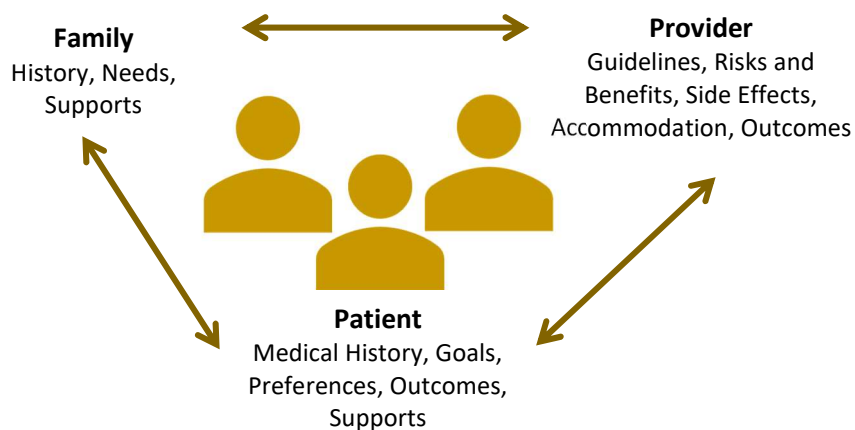 Family
History, Needs,
Supports
Provider
Guidelines, Risks and
Benefits, Side Effects,
Accommodation, Outcomes
Patient
Medical History, Goals,
Preferences, Outcomes,
Supports